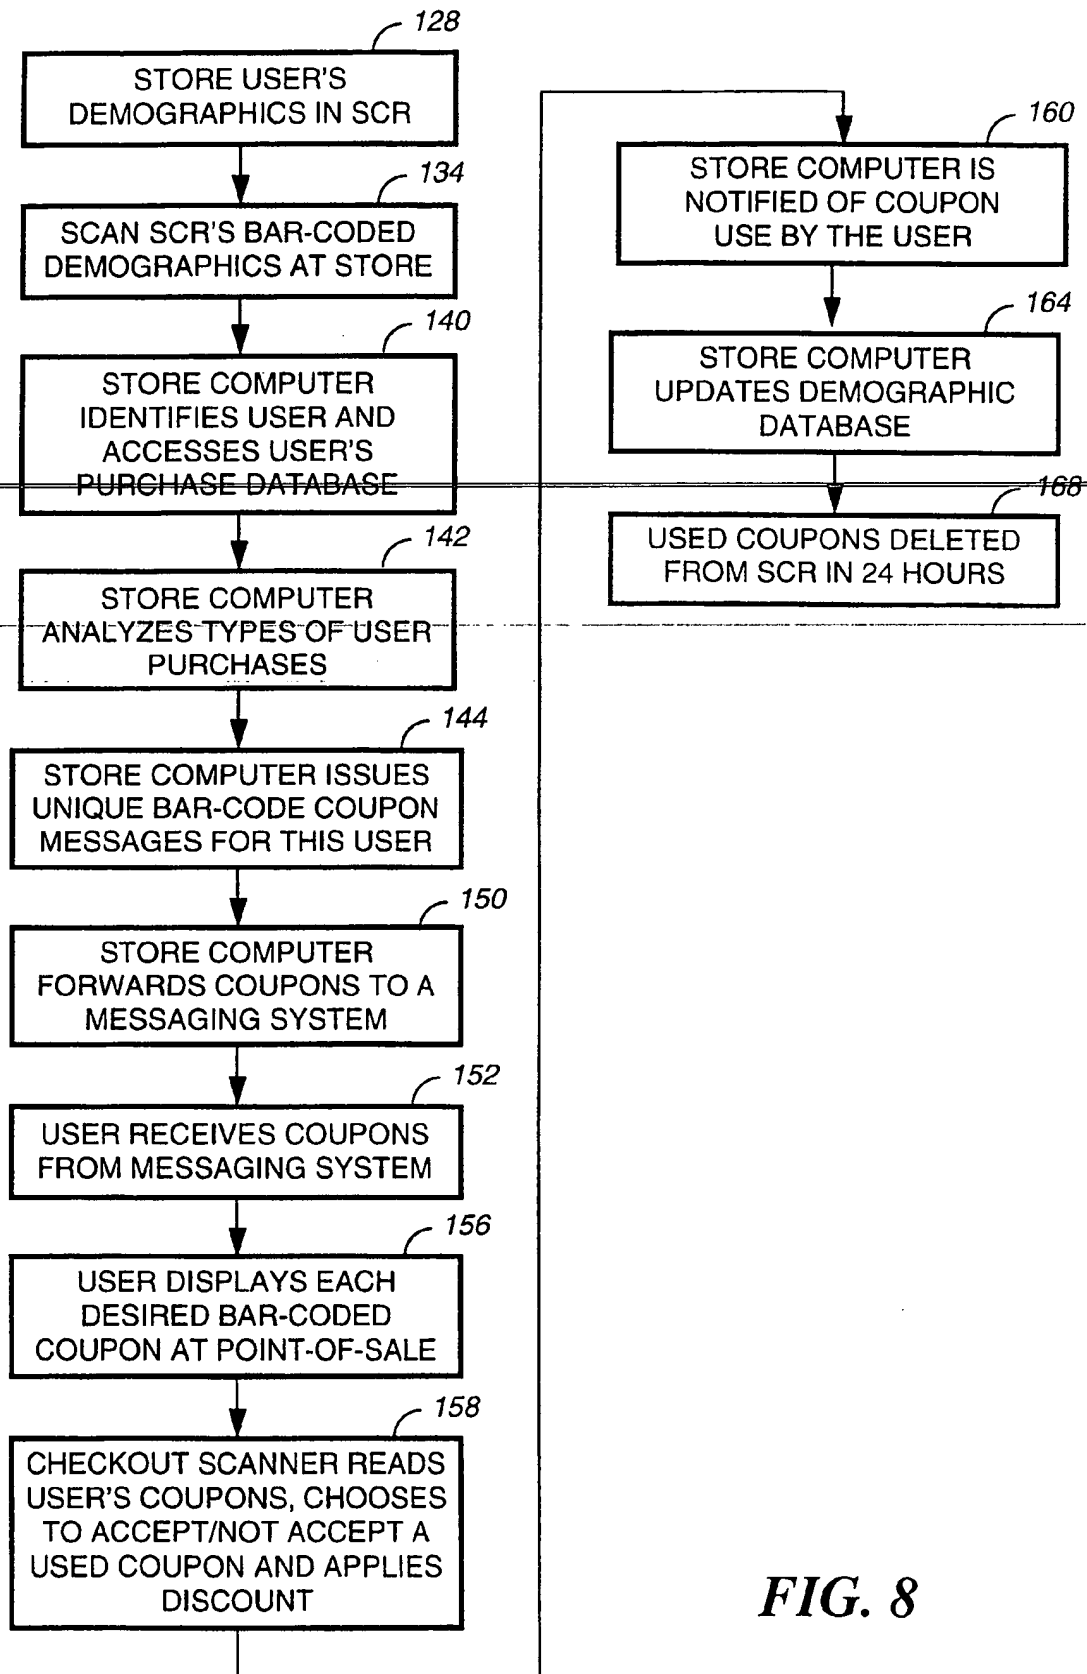 128
STORE USER'S
DEMOGRAPHICS IN SCR
134
SCAN SCR'S BAR-CODED
DEMOGRAPHICS AT STORE
140
STORE COMPUTER
IDENTIFIES USER AND
ACCESSES USER'S
PURCHASE DATABASE
142
STORE COMPUTER
ANALYZES TYPES OF USER
PURCHASES
144
STORE COMPUTER ISSUES
UNIQUE BAR-CODE COUPON
MESSAGES FOR THIS USER
150
STORE COMPUTER
FORWARDS COUPONS TO A
MESSAGING SYSTEM
152
USER RECEIVES COUPONS
FROM MESSAGING SYSTEM
156
USER DISPLAYS EACH
DESIRED BAR-CODED
COUPON AT POINT-OF-SALE
158
CHECKOUT SCANNER READS
USER'S COUPONS, CHOOSES
TO ACCEPT/NOT ACCEPT A
USED COUPON AND APPLIES
DISCOUNT
160
STORE COMPUTER IS
NOTIFIED OF COUPON
USE BY THE USER
164
STORE COMPUTER
UPDATES DEMOGRAPHIC
DATABASE
168
USED COUPONS DELETED
FROM SCR IN 24 HOURS
FIG. 8